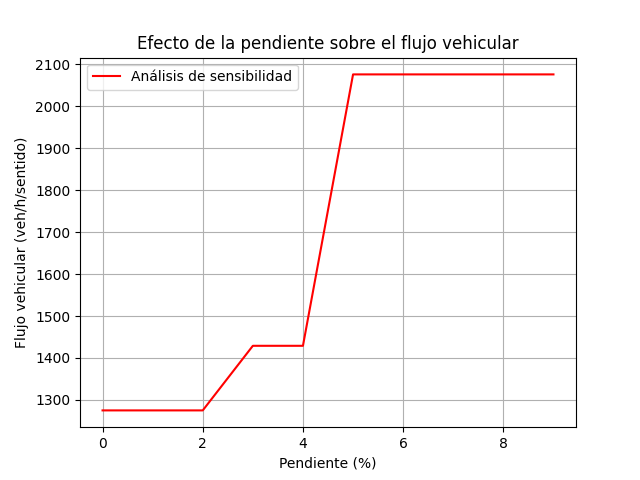 Efecto de la pendiente sobre el flujo vehicular
Análisis de sensibilidad
Flujo vehicular (veh/h/sentido)
2100
2000
1900
1800
1700
1600
1500
1400
1300
0 2 4 6 8
Pendiente (%)